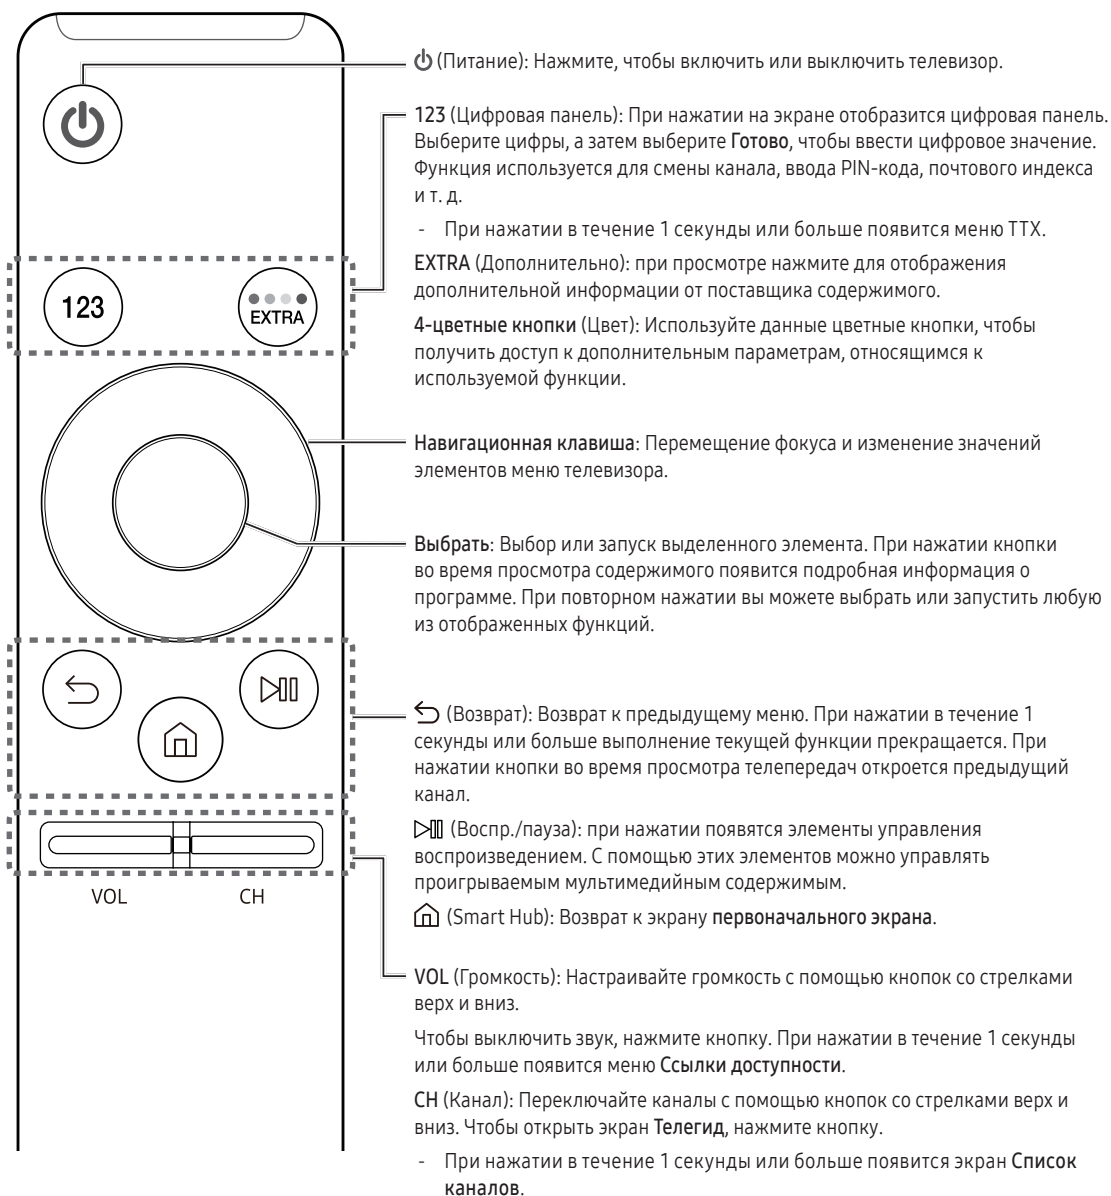 (Питание): Нажмите, чтобы включить или выключить телевизор.
123 (Цифровая панель): При нажатии на экране отобразится цифровая панель.
Выберите цифры, а затем выберите Готово, чтобы ввести цифровое значение.
Функция используется для смены канала, ввода PIN-кода, почтового индекса
и т. д.
- При нажатии в течение 1 секунды или больше появится меню TTX.
EXTRA (Дополнительно): при просмотре нажмите для отображения
дополнительной информации от поставщика содержимого.
4-цветные кнопки (Цвет): Используйте данные цветные кнопки, чтобы
получить доступ к дополнительным параметрам, относящимся к
используемой функции.
123
EXTRA
Навигационная клавиша: Перемещение фокуса и изменение значений
элементов меню телевизора.
Выбрать: Выбор или запуск выделенного элемента. При нажатии кнопки
во время просмотра содержимого появится подробная информация о
программе. При повторном нажатии вы можете выбрать или запустить любую
из отображенных функций.
(Возврат): Возврат к предыдущему меню. При нажатии в течение 1
секунды или больше выполнение текущей функции прекращается. При
нажатии кнопки во время просмотра телепередач откроется предыдущий
канал.
(Воспр./пауза): при нажатии появятся элементы управления
воспроизведением. С помощью этих элементов можно управлять
проигрываемым мультимедийным содержимым.
(Smart Hub): Возврат к экрану первоначального экрана.
VOL
CH
VOL (Громкость): Настраивайте громкость с помощью кнопок со стрелками
верх и вниз.
Чтобы выключить звук, нажмите кнопку. При нажатии в течение 1 секунды
или больше появится меню Ссылки доступности.
CH (Канал): Переключайте каналы с помощью кнопок со стрелками верх и
вниз. Чтобы открыть экран Телегид, нажмите кнопку.
- При нажатии в течение 1 секунды или больше появится экран Список
каналов.